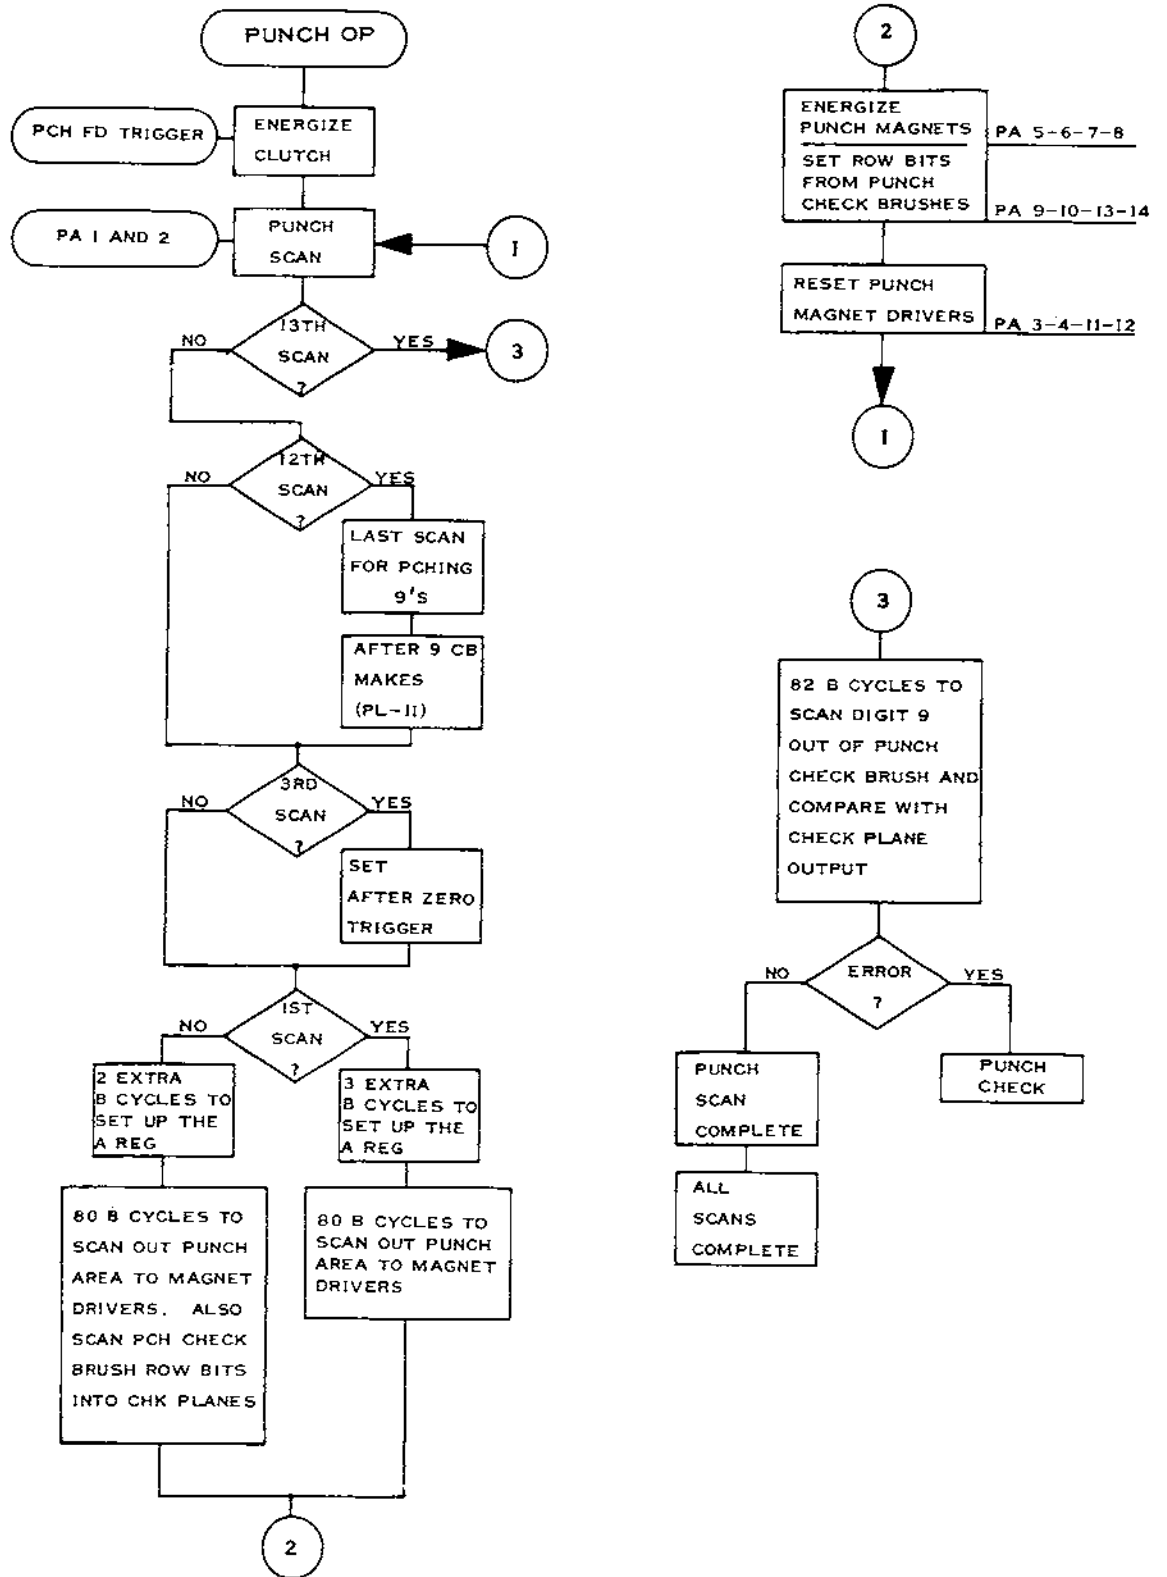 PUNCH OP
PCH FD TRIGGER
ENERGIZE
CLUTCH
PA 1 AND 2
PUNCH
SCAN
1
13TH
SCAN
?
NO
YES
3
12TH
SCAN
?
NO
YES
LAST SCAN
FOR PCHING
9'S
AFTER 9 CB
MAKES
(PL-11)
3RD
SCAN
?
NO
YES
SET
AFTER ZERO
TRIGGER
1ST
SCAN
?
NO
YES
2 EXTRA
B CYCLES TO
SET UP THE
A REG
3 EXTRA
B CYCLES TO
SET UP THE
A REG
80 B CYCLES TO
SCAN OUT PUNCH
AREA TO MAGNET
DRIVERS. ALSO
SCAN PCH CHECK
BRUSH ROW BITS
INTO CHK PLANES
80 B CYCLES TO
SCAN OUT PUNCH
AREA TO MAGNET
DRIVERS
2
2
ENERGIZE
PUNCH MAGNETS
PA 5-6-7-8
SET ROW BITS
FROM PUNCH
CHECK BRUSHES
PA 9-10-13-14
RESET PUNCH
MAGNET DRIVERS
PA 3-4-11-12
1
3
82 B CYCLES TO
SCAN DIGIT 9
OUT OF PUNCH
CHECK BRUSH AND
COMPARE WITH
CHECK PLANE
OUTPUT
ERROR
?
NO
YES
PUNCH
SCAN
COMPLETE
PUNCH
CHECK
ALL
SCANS
COMPLETE